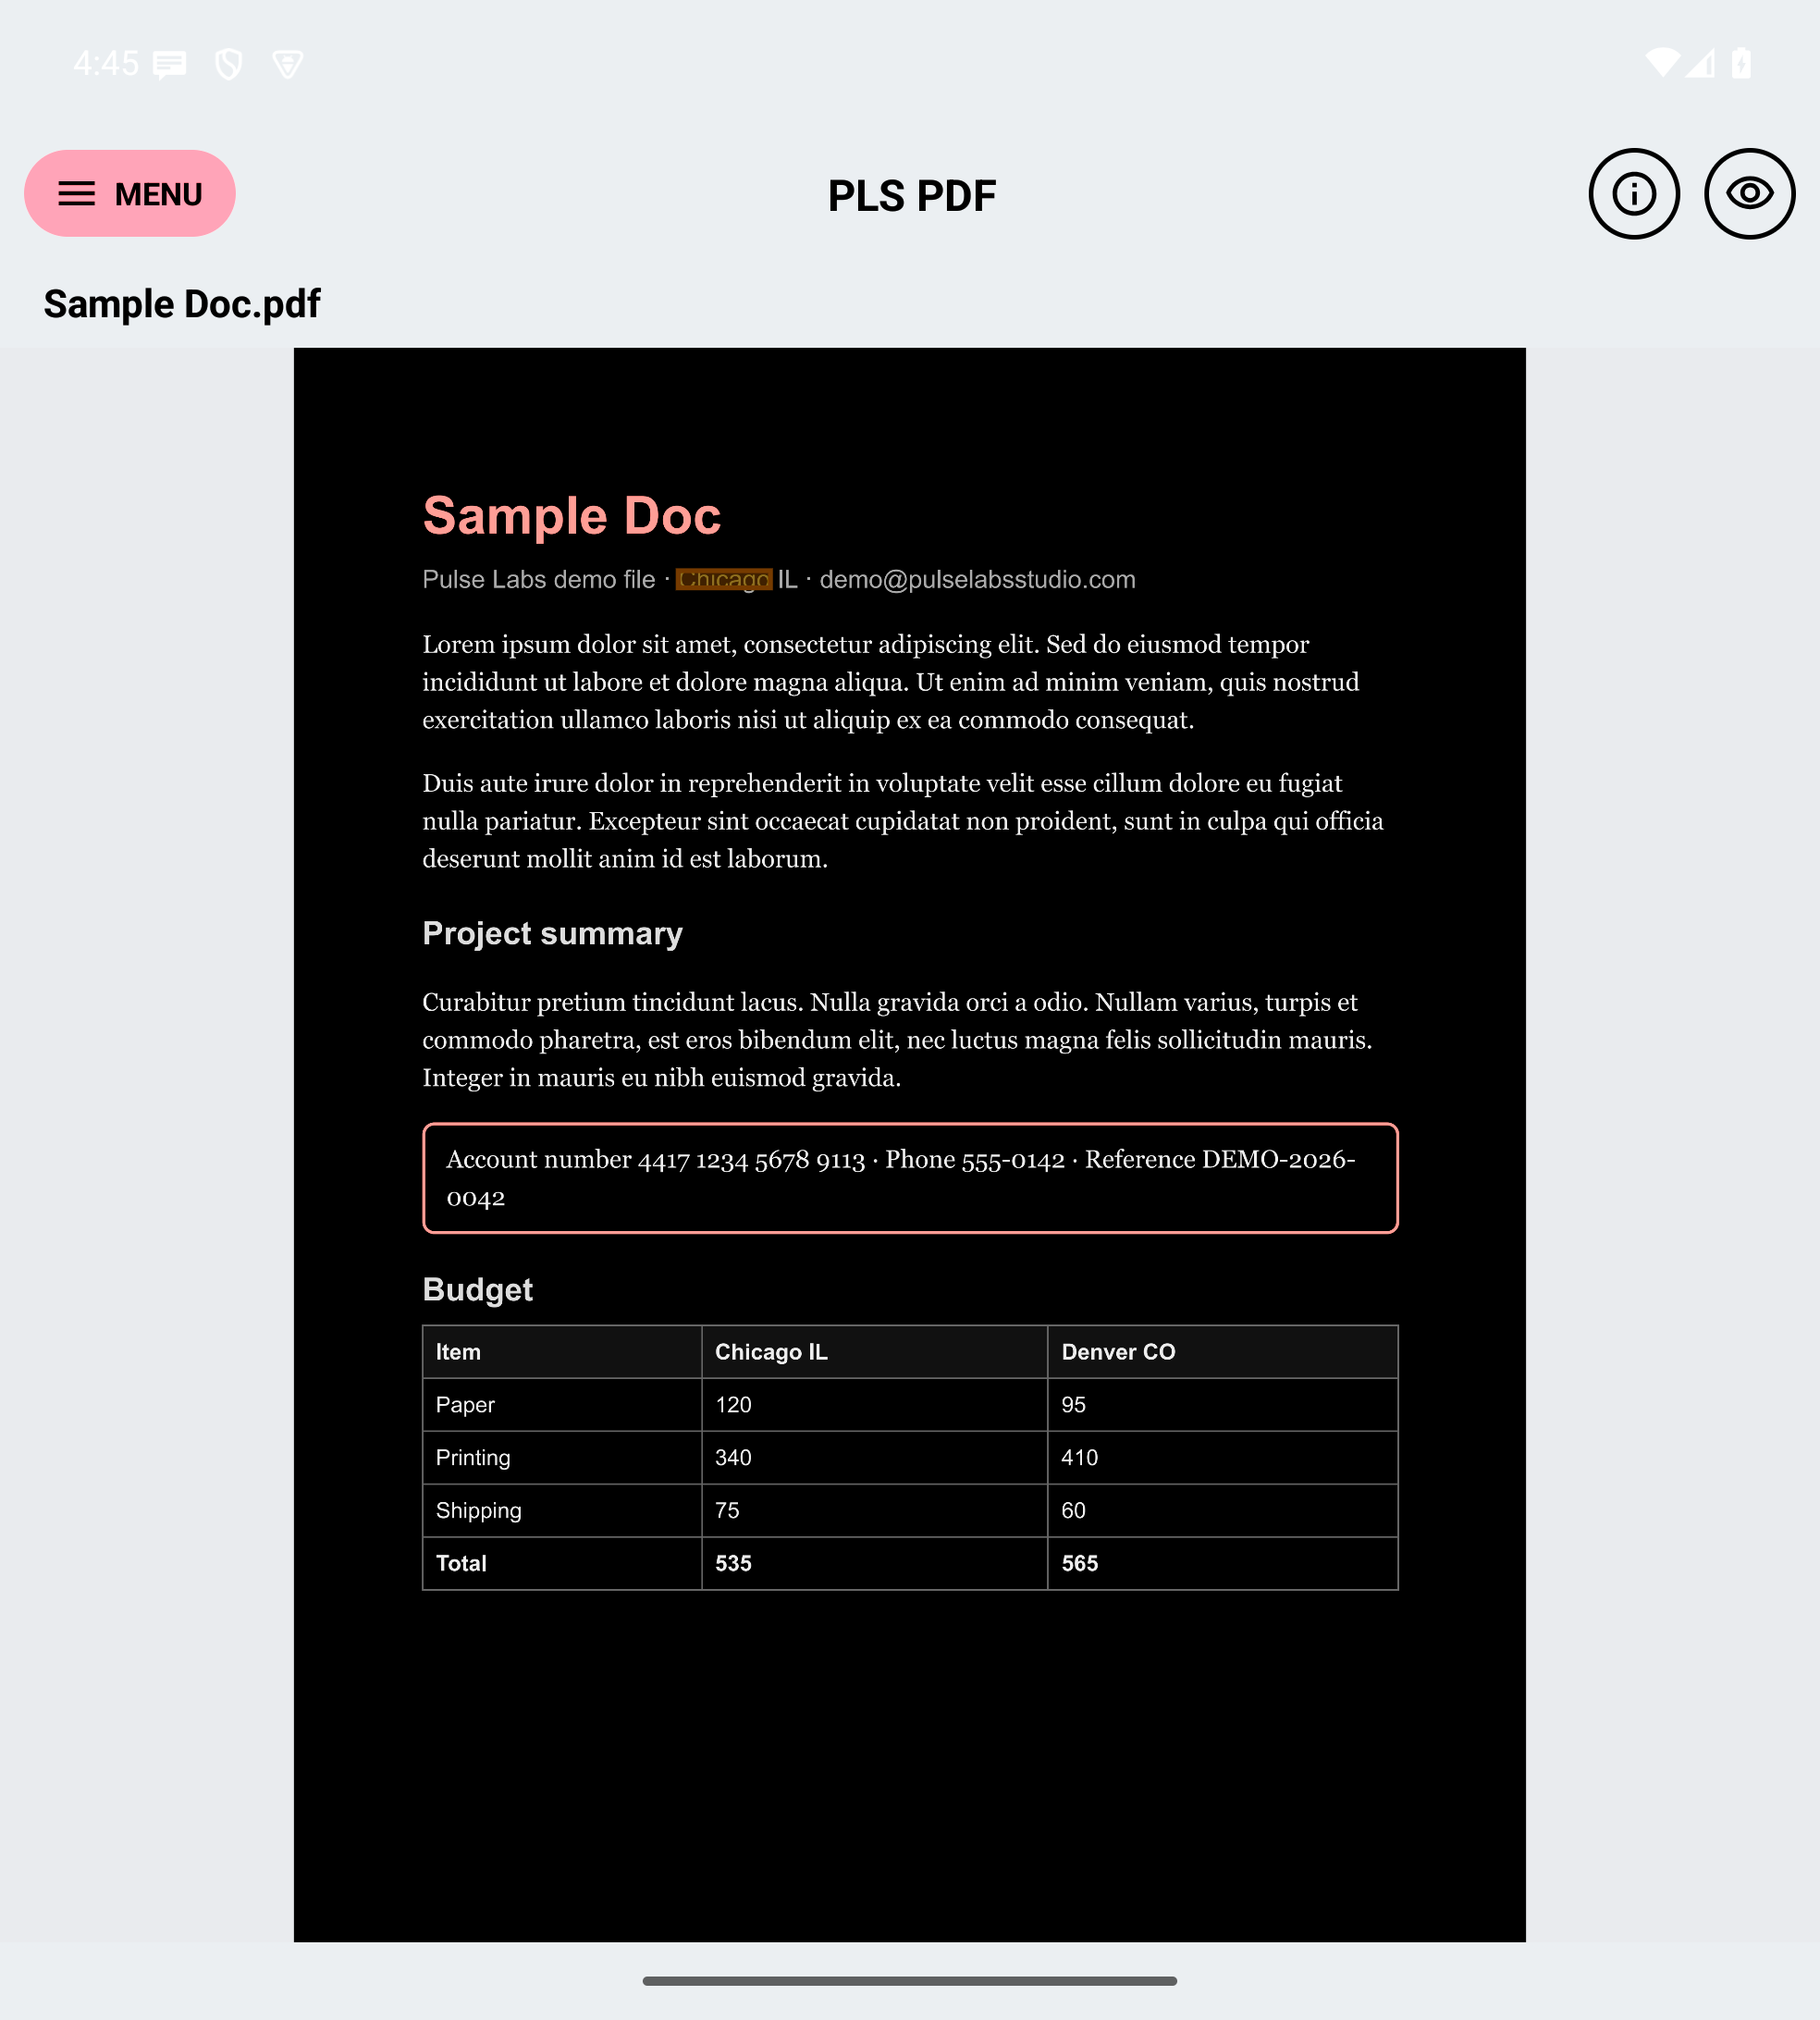 4:45
MENU
PLS PDF
Sample Doc.pdf
Sample Doc
Pulse Labs demo file · Chicago IL · demo@pulselabsstudio.com
Lorem ipsum dolor sit amet, consectetur adipiscing elit. Sed do eiusmod tempor
incididunt ut labore et dolore magna aliqua. Ut enim ad minim veniam, quis nostrud
exercitation ullamco laboris nisi ut aliquip ex ea commodo consequat.
Duis aute irure dolor in reprehenderit in voluptate velit esse cillum dolore eu fugiat
nulla pariatur. Excepteur sint occaecat cupidatat non proident, sunt in culpa qui officia
deserunt mollit anim id est laborum.
Project summary
Curabitur pretium tincidunt lacus. Nulla gravida orci a odio. Nullam varius, turpis et
commodo pharetra, est eros bibendum elit, nec luctus magna felis sollicitudin mauris.
Integer in mauris eu nibh euismod gravida.
Account number 4417 1234 5678 9113 · Phone 555-0142 · Reference DEMO-2026-
0042
Budget
Item Chicago IL Denver CO
Paper 120 95
Printing 340 410
Shipping 75 60
Total 535 565